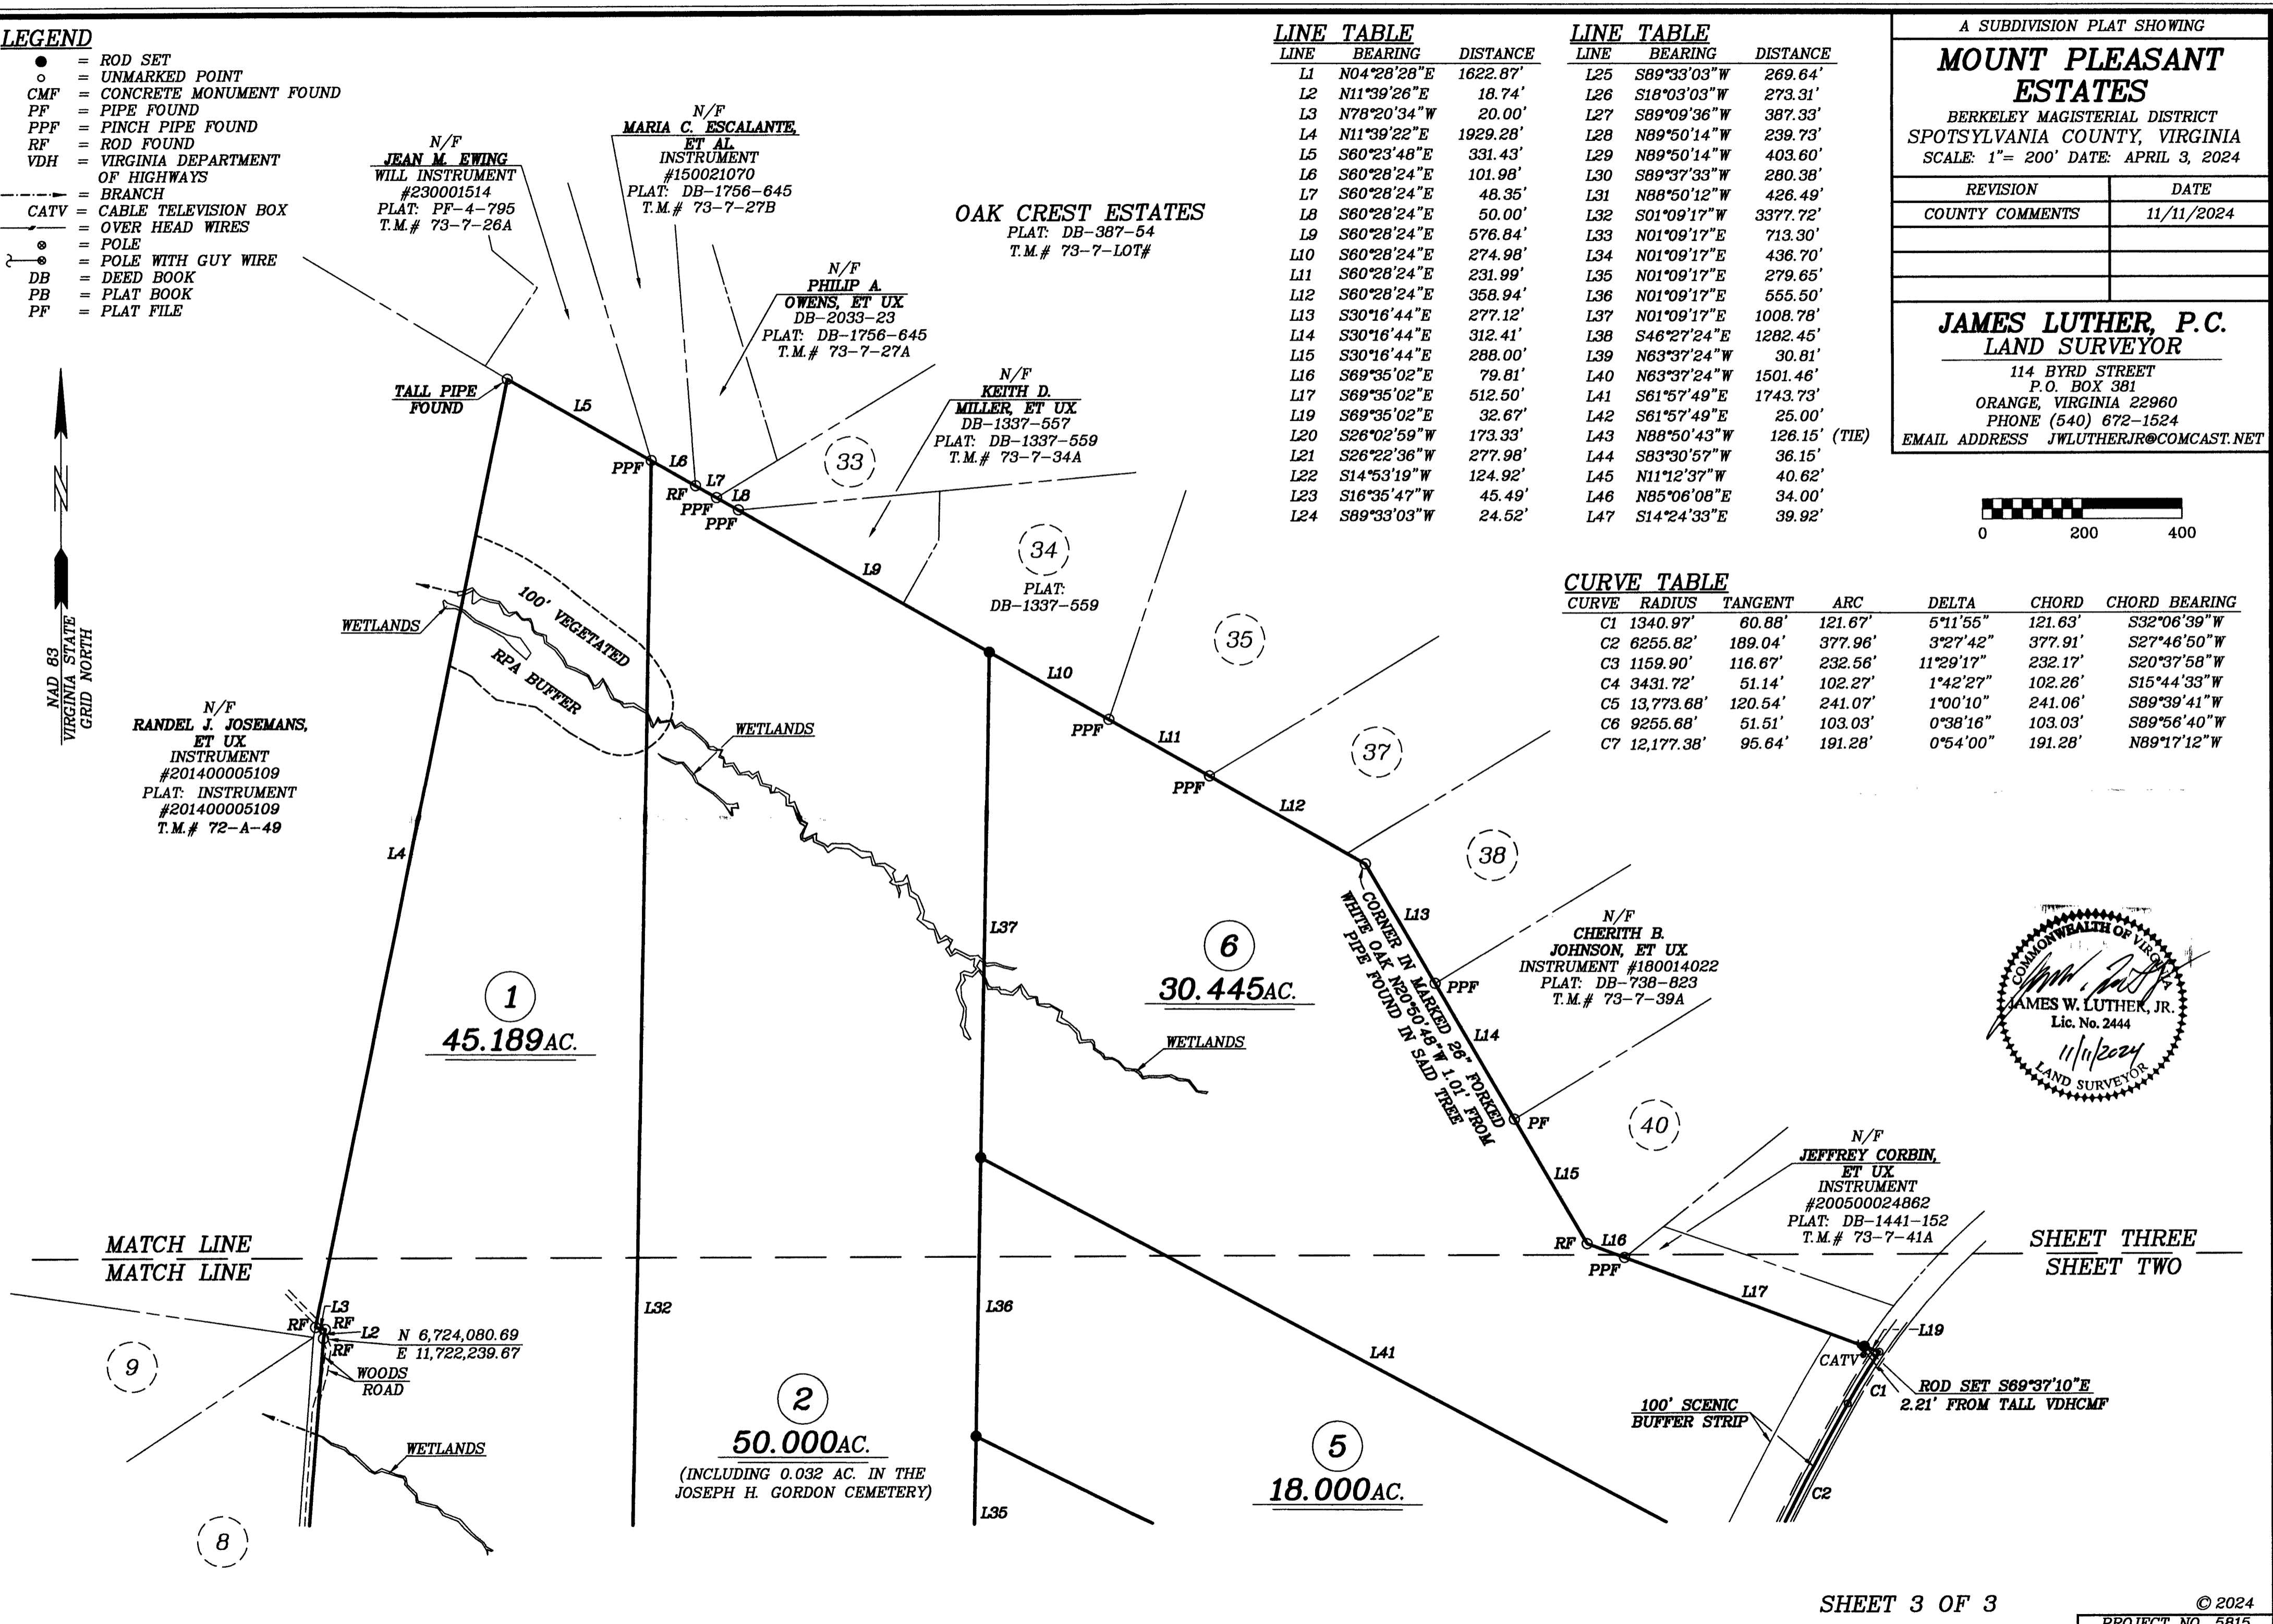 LEGEND
● = ROD SET
○ = UNMARKED POINT
CMF = CONCRETE MONUMENT FOUND
PF = PIPE FOUND
PPF = PINCH PIPE FOUND
RF = ROD FOUND
VDH = VIRGINIA DEPARTMENT
OF HIGHWAYS
= BRANCH
CATV = CABLE TELEVISION BOX
= OVER HEAD WIRES
= POLE
= POLE WITH GUY WIRE
DB = DEED BOOK
PB = PLAT BOOK
PF = PLAT FILE
N/F
JEAN M. EWING
WILL INSTRUMENT
#230001514
PLAT: PF-4-795
T.M.# 73-7-26A
N/F
MARIA C. ESCALANTE,
ET AL
INSTRUMENT
#150021070
PLAT: DB-1756-645
T.M.# 73-7-27B
OAK CREST ESTATES
PLAT: DB-387-54
T.M.# 73-7-LOT#
N/F
PHILIP A.
OWENS, ET UX
DB-2033-23
PLAT: DB-1756-645
T.M.# 73-7-27A
N/F
KEITH D.
MILLER, ET UX
DB-1337-557
PLAT: DB-1337-559
T.M.# 73-7-34A
LINE TABLE
LINE BEARING DISTANCE
L1 N04°28'28"E 1622.87'
L2 N11°39'26"E 18.74'
L3 N78°20'34"W 20.00'
L4 N11°39'22"E 1929.28'
L5 S60°23'48"E 331.43'
L6 S60°28'24"E 101.98'
L7 S60°28'24"E 48.35'
L8 S60°28'24"E 50.00'
L9 S60°28'24"E 576.84'
L10 S60°28'24"E 274.98'
L11 S60°28'24"E 231.99'
L12 S60°28'24"E 358.94'
L13 S30°16'44"E 277.12'
L14 S30°16'44"E 312.41'
L15 S30°16'44"E 288.00'
L16 S69°35'02"E 79.81'
L17 S69°35'02"E 512.50'
L19 S69°35'02"E 32.67'
L20 S26°02'59"W 173.33'
L21 S26°22'36"W 277.98'
L22 S14°53'19"W 124.92'
L23 S16°35'47"W 45.49'
L24 S89°33'03"W 24.52'
LINE TABLE
LINE BEARING DISTANCE
L25 S89°33'03"W 269.64'
L26 S18°03'03"W 273.31'
L27 S89°09'36"W 387.33'
L28 N89°50'14"W 239.73'
L29 N89°50'14"W 403.60'
L30 S89°37'33"W 280.38'
L31 N88°50'12"W 426.49'
L32 S01°09'17"W 3377.72'
L33 N01°09'17"E 713.30'
L34 N01°09'17"E 436.70'
L35 N01°09'17"E 279.65'
L36 N01°09'17"E 555.50'
L37 N01°09'17"E 1008.78'
L38 S46°27'24"E 1282.45'
L39 N63°37'24"W 30.81'
L40 N63°37'24"W 1501.46'
L41 S61°57'49"E 1743.73'
L42 S61°57'49"E 25.00'
L43 N88°50'43"W 126.15' (TIE)
L44 S83°30'57"W 36.15'
L45 N11°12'37"W 40.62'
L46 N85°06'08"E 34.00'
L47 S14°24'33"E 39.92'
A SUBDIVISION PLAT SHOWING
MOUNT PLEASANT
ESTATES
BERKELEY MAGISTERIAL DISTRICT
SPOTSYLVANIA COUNTY, VIRGINIA
SCALE: 1"= 200' DATE: APRIL 3, 2024
REVISION DATE
COUNTY COMMENTS 11/11/2024
JAMES LUTHER, P.C.
LAND SURVEYOR
114 BYRD STREET
P.O. BOX 381
ORANGE, VIRGINIA 22960
PHONE (540) 672-1524
EMAIL ADDRESS JWLUTHERJR@COMCAST.NET
0 200 400
CURVE TABLE
CURVE RADIUS TANGENT ARC DELTA CHORD CHORD BEARING
C1 1340.97' 60.88' 121.67' 5°11'55" 121.63' S32°06'39"W
C2 6255.82' 189.04' 377.96' 3°27'42" 377.91' S27°46'50"W
C3 1159.90' 116.67' 232.56' 11°29'17" 232.17' S20°37'58"W
C4 3431.72' 51.14' 102.27' 1°42'27" 102.26' S15°44'33"W
C5 13,773.68' 120.54' 241.07' 1°00'10" 241.06' S89°39'41"W
C6 9255.68' 51.51' 103.03' 0°38'16" 103.03' S89°56'40"W
C7 12,177.38' 95.64' 191.28' 0°54'00" 191.28' N89°17'12"W
N
NAD 83
VIRGINIA STATE
GRID NORTH
TALL PIPE
FOUND
L5
PPF
L6
RF
L7
PPF
L8
PPF
33
34
PLAT:
DB-1337-559
L9
35
L10
PPF
L11
PPF
37
L12
38
100' VEGETATED
RPA BUFFER
WETLANDS
WETLANDS
N/F
RANDEL J. JOSEMANS,
ET UX
INSTRUMENT
#201400005109
PLAT: INSTRUMENT
#201400005109
T.M.# 72-A-49
L4
L37
L13
CORNER IN MARKED 26" FORKED
WHITE OAK N20°50'48"W 1.01' FROM
PIPE FOUND IN SAID TREE
PPF
L14
PF
L15
N/F
CHERITH B.
JOHNSON, ET UX
INSTRUMENT #180014022
PLAT: DB-738-823
T.M.# 73-7-39A
COMMONWEALTH OF VIRGINIA
JAMES W. LUTHER, JR.
Lic. No. 2444
11/11/2024
LAND SURVEYOR
1
45.189AC.
6
30.445AC.
WETLANDS
40
N/F
JEFFREY CORBIN,
ET UX
INSTRUMENT
#200500024862
PLAT: DB-1441-152
T.M.# 73-7-41A
MATCH LINE
MATCH LINE
RF
L16
PPF
SHEET THREE
SHEET TWO
L3
RF
RF
L2
RF
N 6,724,080.69
E 11,722,239.67
WOODS
ROAD
9
8
WETLANDS
L32
L36
L41
L17
L19
CATV
C1
ROD SET S69°37'10"E
2.21' FROM TALL VDHCMF
100' SCENIC
BUFFER STRIP
C2
2
50.000AC.
(INCLUDING 0.032 AC. IN THE
JOSEPH H. GORDON CEMETERY)
L35
5
18.000AC.
SHEET 3 OF 3
© 2024
PROJECT NO. 5815